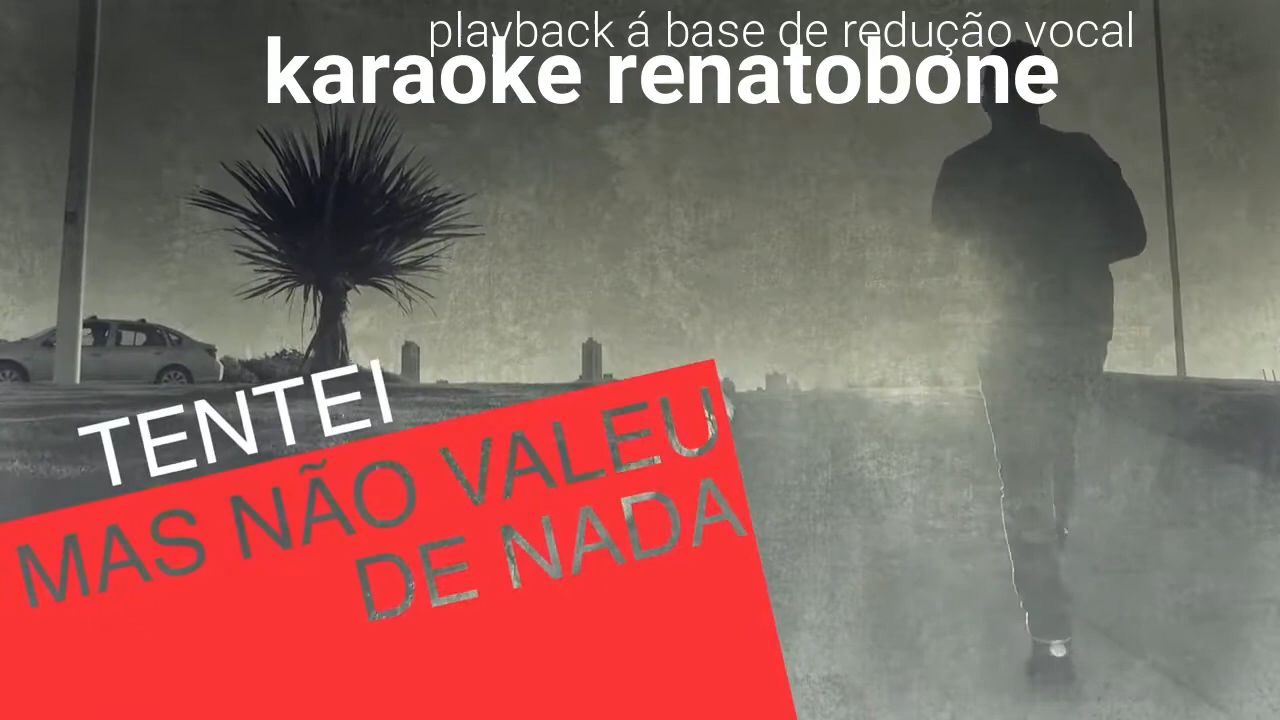 playback á base de redução vocal
karaoke renatobone
TENTEI
MAS NÃO VALEU
DE NADA